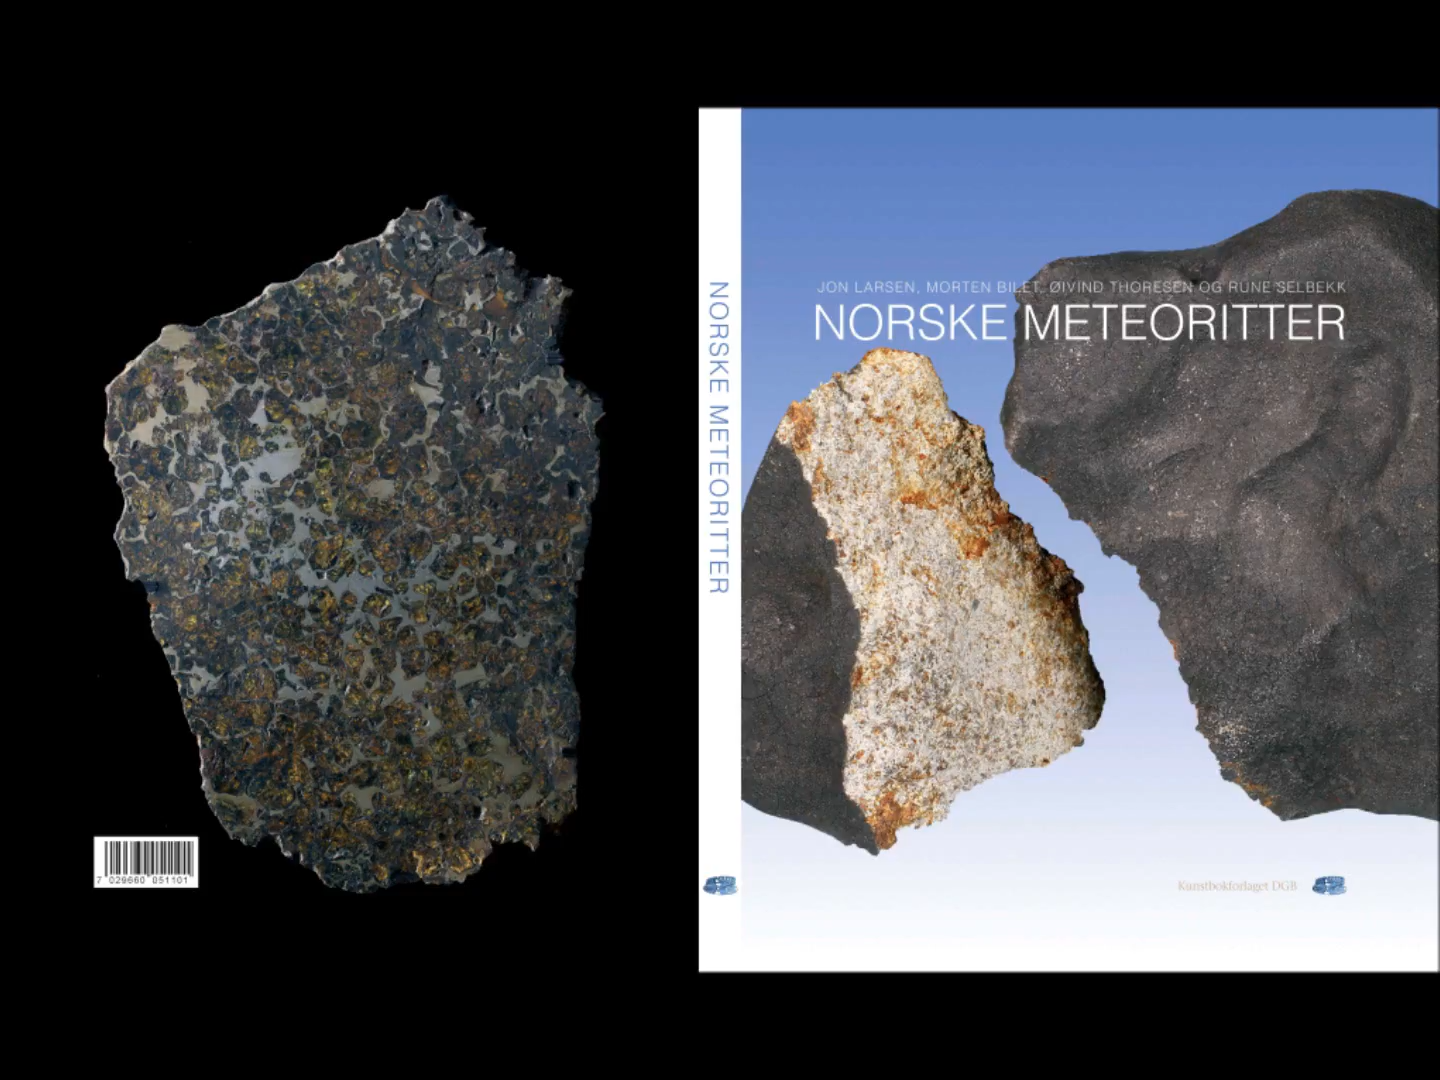 7 029660 051101
NORSKE METEORITTER
JON LARSEN, MORTEN BILET, ØIVIND THORESEN OG RUNE SELBEKK
NORSKE METEORITTER
Kunstbokforlaget DGB